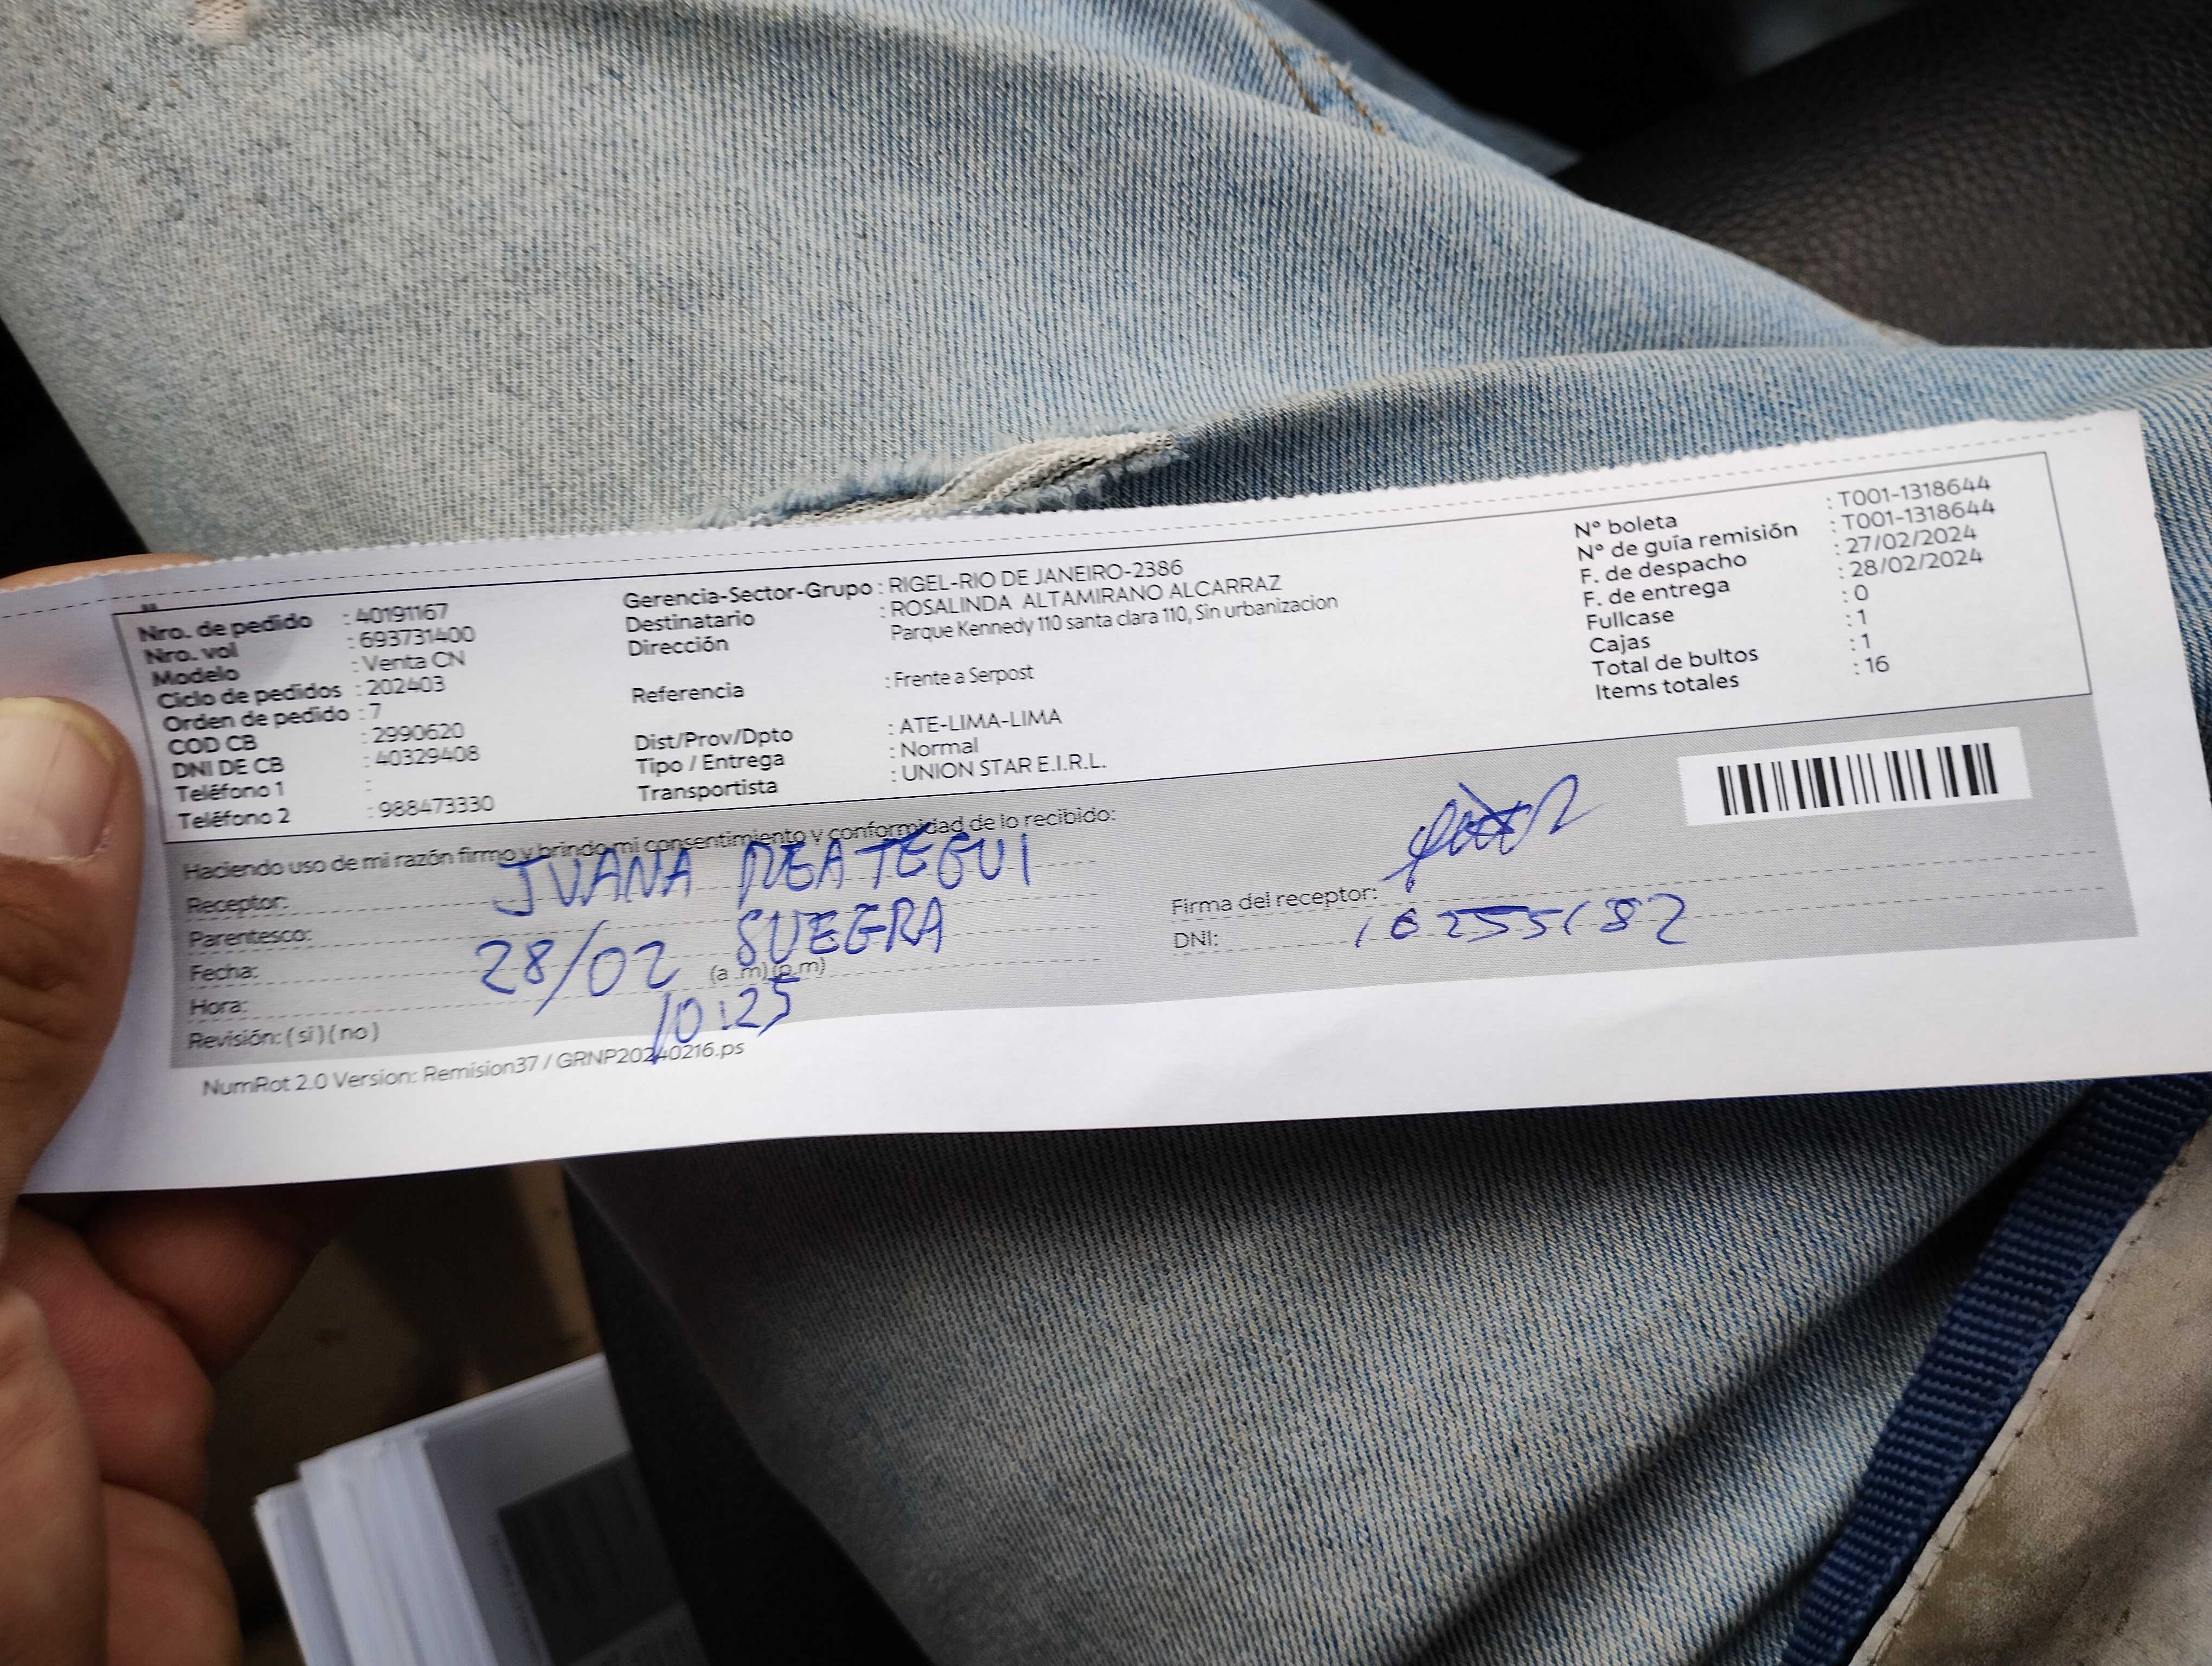 Nro. de pedido : 40191167
Nro. vol : 693731400
Modelo : Venta CN
Ciclo de pedidos : 202403
Orden de pedido : 7
COD CB : 2990620
DNI DE CB : 40329408
Teléfono 1 :
Teléfono 2 : 988473330
Gerencia-Sector-Grupo : RIGEL-RIO DE JANEIRO-2386
Destinatario : ROSALINDA ALTAMIRANO ALCARRAZ
Dirección Parque Kennedy 110 santa clara 110, Sin urbanizacion
Referencia : Frente a Serpost
Dist/Prov/Dpto : ATE-LIMA-LIMA
Tipo / Entrega : Normal
Transportista : UNION STAR E.I.R.L.
N° boleta : T001-1318644
N° de guía remisión : T001-1318644
F. de despacho : 27/02/2024
F. de entrega : 28/02/2024
Fullcase : 0
Cajas : 1
Total de bultos : 1
Items totales : 16
Haciendo uso de mi razón firmo y brindo mi consentimiento y conformidad de lo recibido:
Receptor: JUANA
Parentesco: SUEGRA
Fecha: 28/02
Hora: (a .m) (p.m) 10:25
Revisión: ( si ) ( no )
Firma del receptor:
DNI:
NumRot 2.0 Version: Remision37 / GRNP20240216.ps